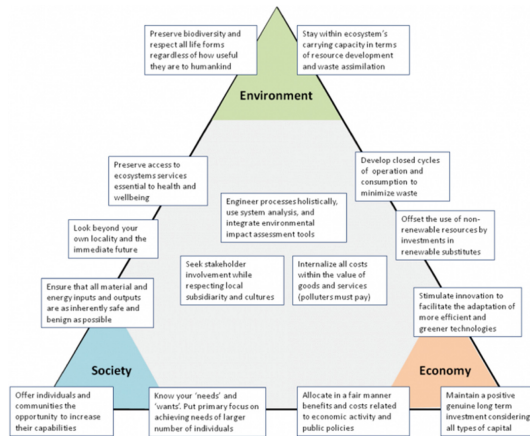 Preserve biodiversity and
respect all life forms
regardless of how useful
they are to humankind
Stay within ecosystem's
carrying capacity in terms
of resource development
and waste assimilation
Environment
Preserve access to
ecosystems services
essential to health and
wellbeing
Develop closed cycles
of operation and
consumption to
minimize waste
Engineer processes holistically,
use system analysis, and
integrate environmental
impact assessment tools
Look beyond your
own locality and the
immediate future
Offset the use of non-
renewable resources by
investments in
renewable substitutes
Seek stakeholder
involvement while
respecting local
subsidiarity and cultures
Internalize all costs
within the value of
goods and services
(polluters must pay)
Ensure that all material and
energy inputs and outputs
are as inherently safe and
benign as possible
Stimulate innovation to
facilitate the adaptation of
more efficient and
greener technologies
Society
Economy
Offer individuals and
communities the
opportunity to increase
their capabilities
Know your 'needs' and
'wants'. Put primary focus on
achieving needs of larger
number of individuals
Allocate in a fair manner
benefits and costs related
to economic activity and
public policies
Maintain a positive
genuine long term
investment considering
all types of capital